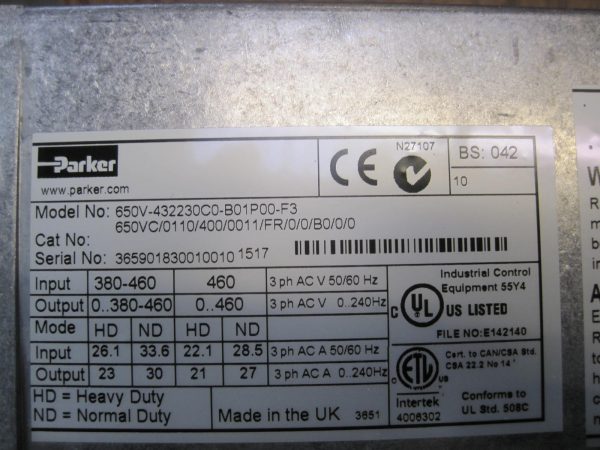 Parker
www.parker.com
N27107
BS: 042
10
Model No: 650V-432230C0-B01P00-F3
650VC/0110/400/0011/FR/0/0/B0/0/0
Cat No:
Serial No: 365901830010010 1517
Input 380-460 460 3 ph AC V 50/60 Hz
Output 0..380-460 0..460 3 ph AC V 0..240Hz
Mode HD ND HD ND
Input 26.1 33.6 22.1 28.5 3 ph AC A 50/60 Hz
Output 23 30 21 27 3 ph AC A 0..240Hz
HD = Heavy Duty
ND = Normal Duty
Made in the UK 3651
CE
Industrial Control
Equipment 55Y4
C UL US LISTED
FILE NO:E142140
C ETL
Cert. to CAN/CSA Std.
CSA 22.2 No 14
Intertek
4006302
Conforms to
UL Std. 508C
W
R
m
b
in
A
E
R
to
h
c
n